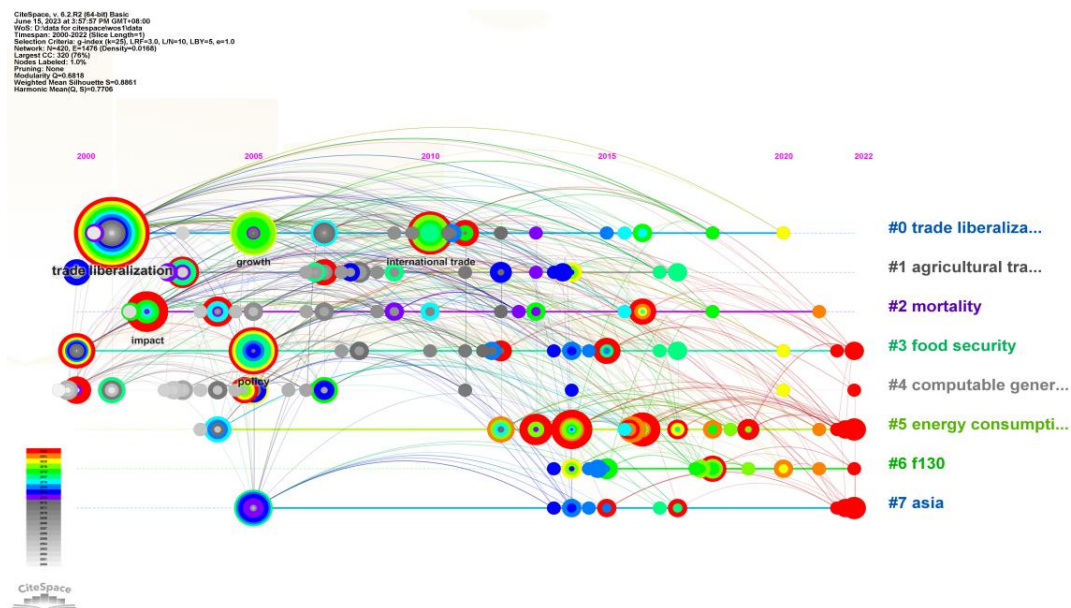 CiteSpace, v. 6.2.R2 (64-bit) Basic
June 15, 2023 at 3:57:57 PM GMT+08:00
WoS: D:\data for citespace\wos1\data
Timespan: 2000-2022 (Slice Length=1)
Selection Criteria: g-index (k=25), LRF=3.0, L/N=10, LBY=5, e=1.0
Network: N=420, E=1476 (Density=0.0168)
Largest CC: 320 (76%)
Nodes Labeled: 1.0%
Pruning: None
Modularity Q=0.6818
Weighted Mean Silhouette S=0.8861
Harmonic Mean(Q, S)=0.7706
2000 2005 2010 2015 2020 2022
#0 trade liberaliza...
growth international trade
trade liberalization
#1 agricultural tra...
#2 mortality
impact
#3 food security
policy
#4 computable gener...
#5 energy consumpti...
#6 f130
#7 asia
CiteSpace